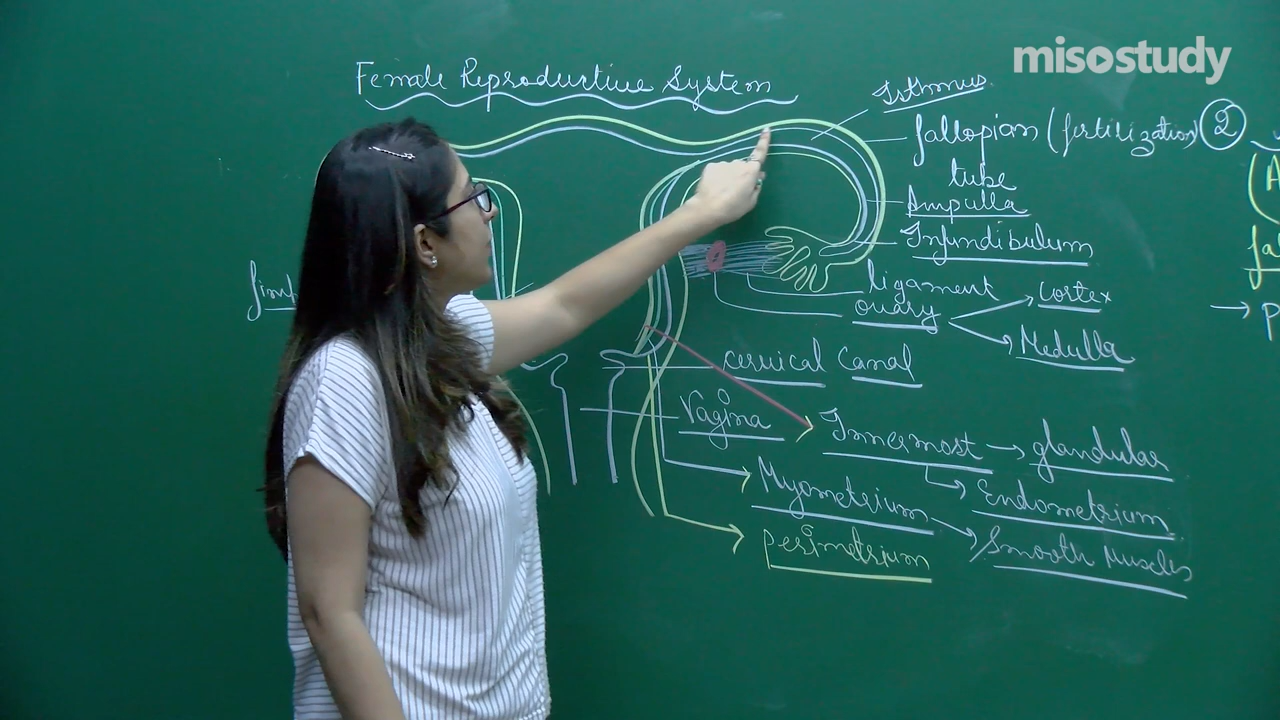 misostudy
Female Reproductive System
Isthmus
fallopian (fertilization) 2
tube
Ampulla
Infundibulum
ligament
ovary
cortex
Medulla
cervical Canal
Vagina
Innermost → glandular
Endometrium
Myometrium
Smooth Muscles
Perimetrium